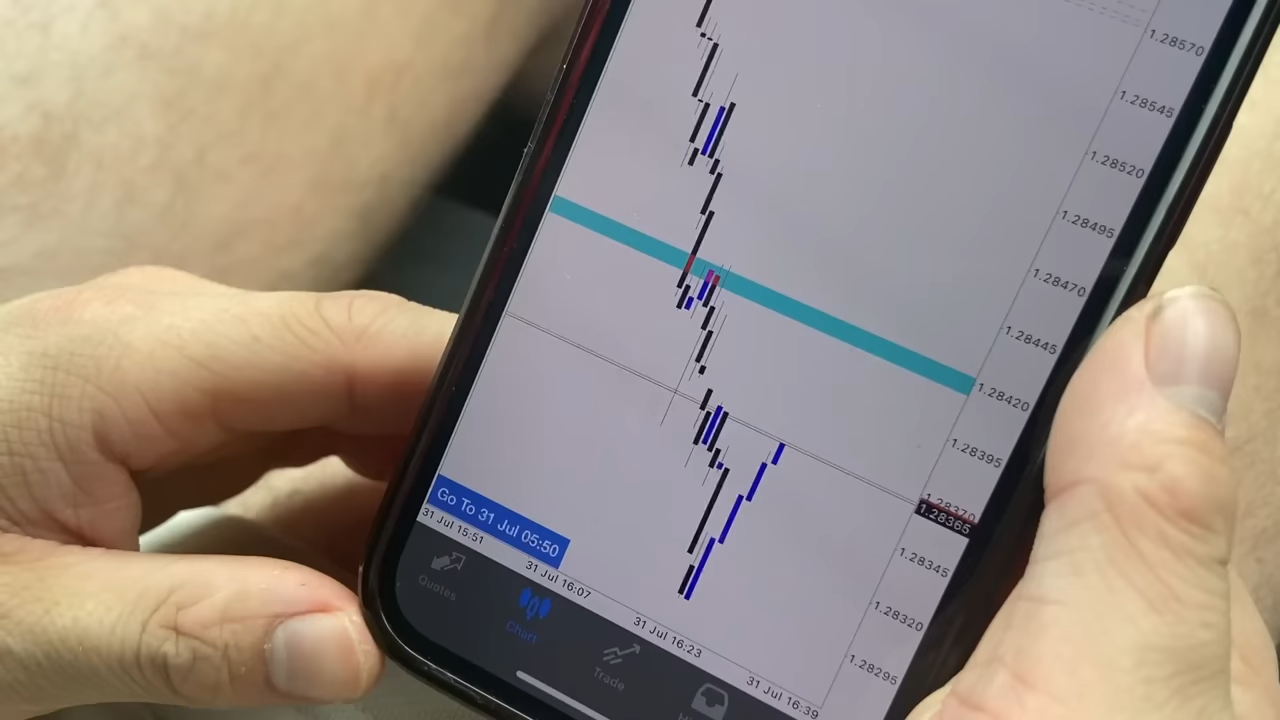 1.28570
1.28545
1.28520
1.28495
1.28470
1.28445
1.28420
1.28395
1.28370
1.28365
1.28345
1.28320
1.28295
Go To 31 Jul 05:50
31 Jul 15:51
31 Jul 16:07
31 Jul 16:23
31 Jul 16:39
Quotes
Chart
Trade